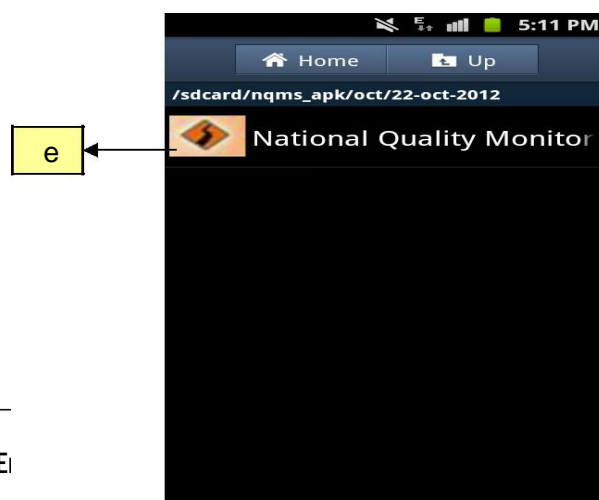 5:11 PM
Home Up
/sdcard/nqms_apk/oct/22-oct-2012
e
National Quality Monitor